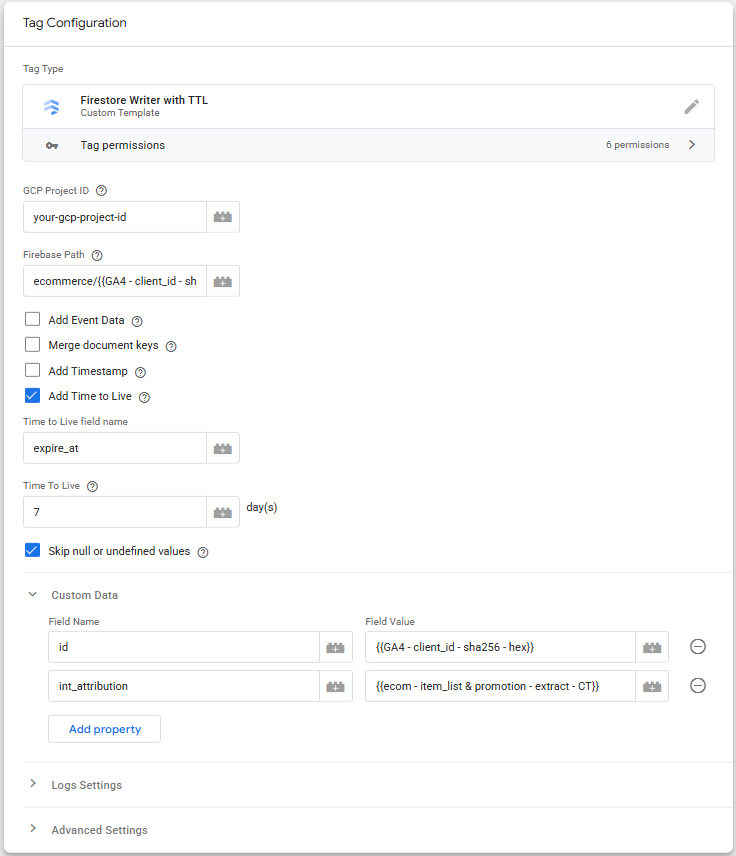 Tag Configuration
Tag Type
Firestore Writer with TTL
Custom Template
Tag permissions 6 permissions
GCP Project ID
your-gcp-project-id
Firebase Path
ecommerce/{{GA4 - client_id - sh
Add Event Data
Merge document keys
Add Timestamp
Add Time to Live
Time to Live field name
expire_at
Time To Live
7 day(s)
Skip null or undefined values
Custom Data
Field Name Field Value
id {{GA4 - client_id - sha256 - hex}}
int_attribution {{ecom - item_list & promotion - extract - CT}}
Add property
Logs Settings
Advanced Settings